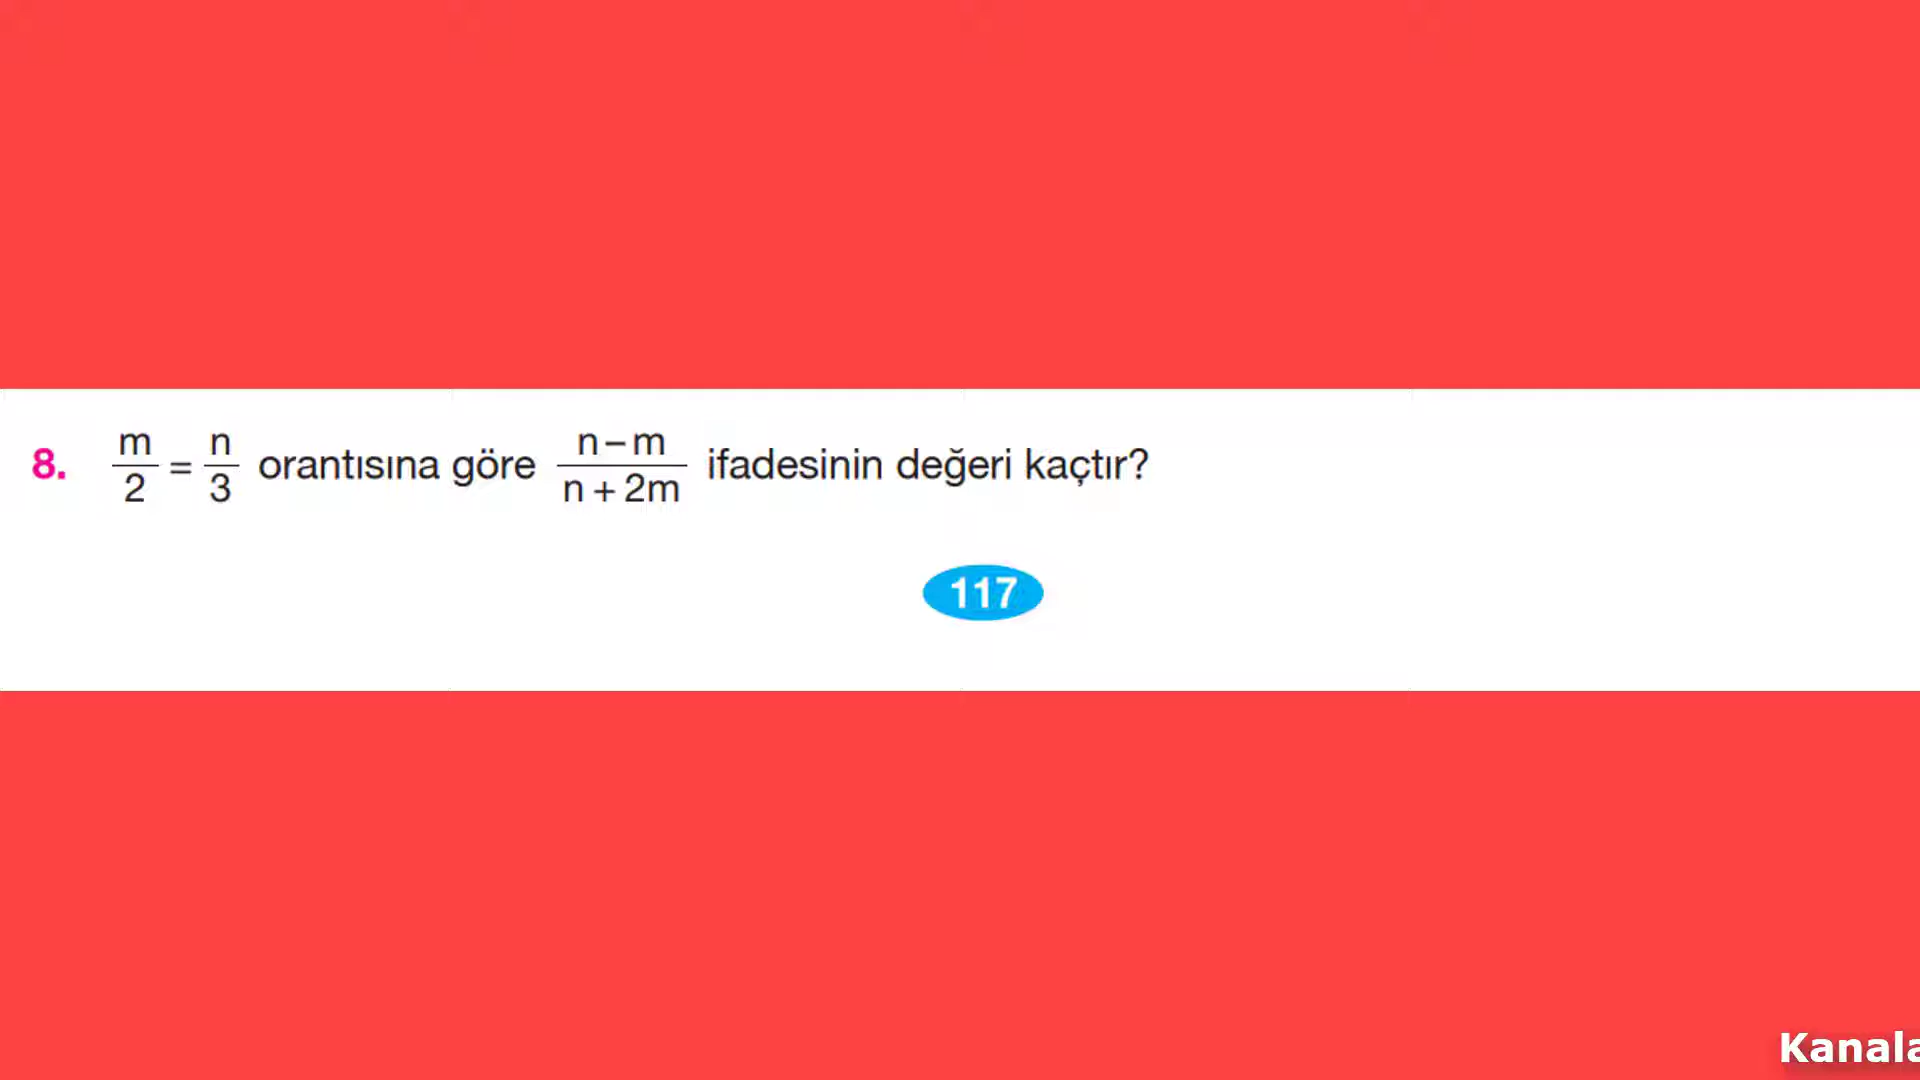 8. m/2 = n/3 orantısına göre n−m/n+2m ifadesinin değeri kaçtır?
117
Kanala